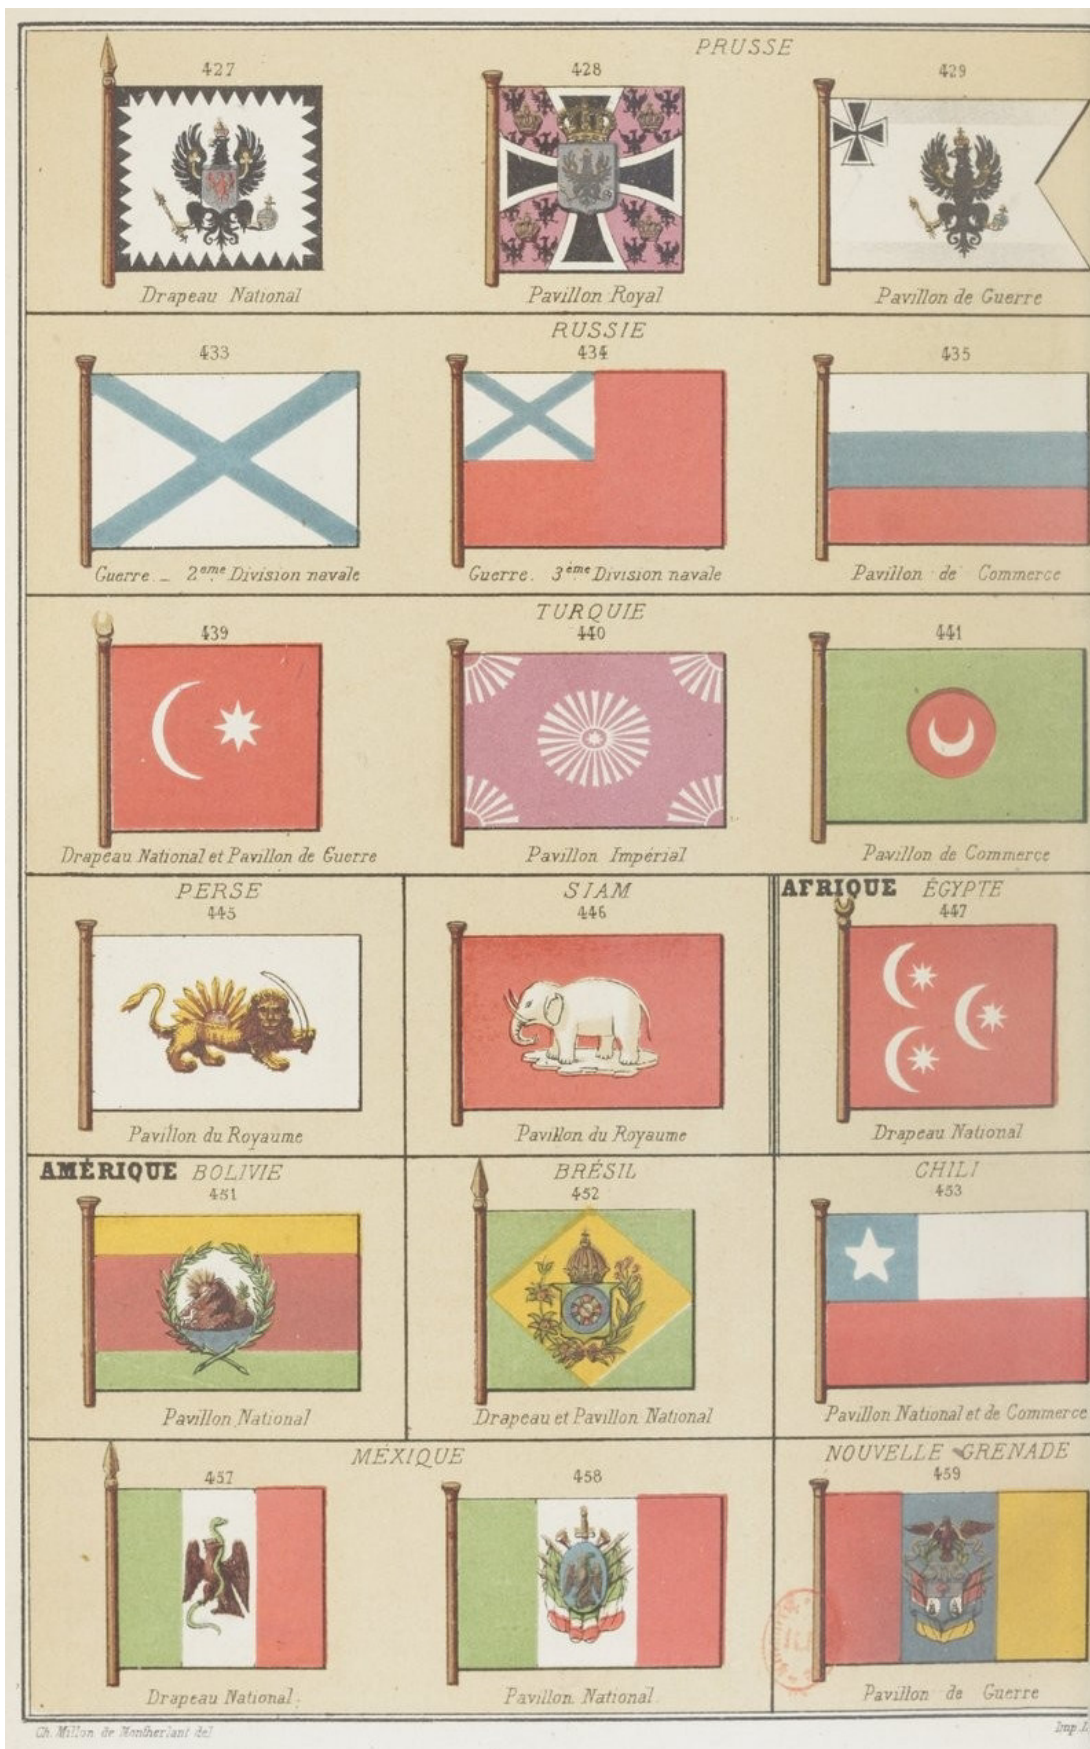 PRUSSE
427 428 429
Drapeau National Pavillon Royal Pavillon de Guerre
RUSSIE
433 434 435
Guerre _ 2eme Division navale Guerre. 3eme Division navale Pavillon de Commerce
TURQUIE
439 440 441
Drapeau National et Pavillon de Guerre Pavillon Impérial Pavillon de Commerce
PERSE SIAM AFRIQUE ÉGYPTE
445 446 447
Pavillon du Royaume Pavillon du Royaume Drapeau National
AMÉRIQUE BOLIVIE BRÉSIL CHILI
451 452 453
Pavillon National Drapeau et Pavillon National Pavillon National et de Commerce
MÉXIQUE NOUVELLE GRENADE
457 458 459
Drapeau National. Pavillon National. Pavillon de Guerre
Ch. Millon de Montherlant del. Imp. L